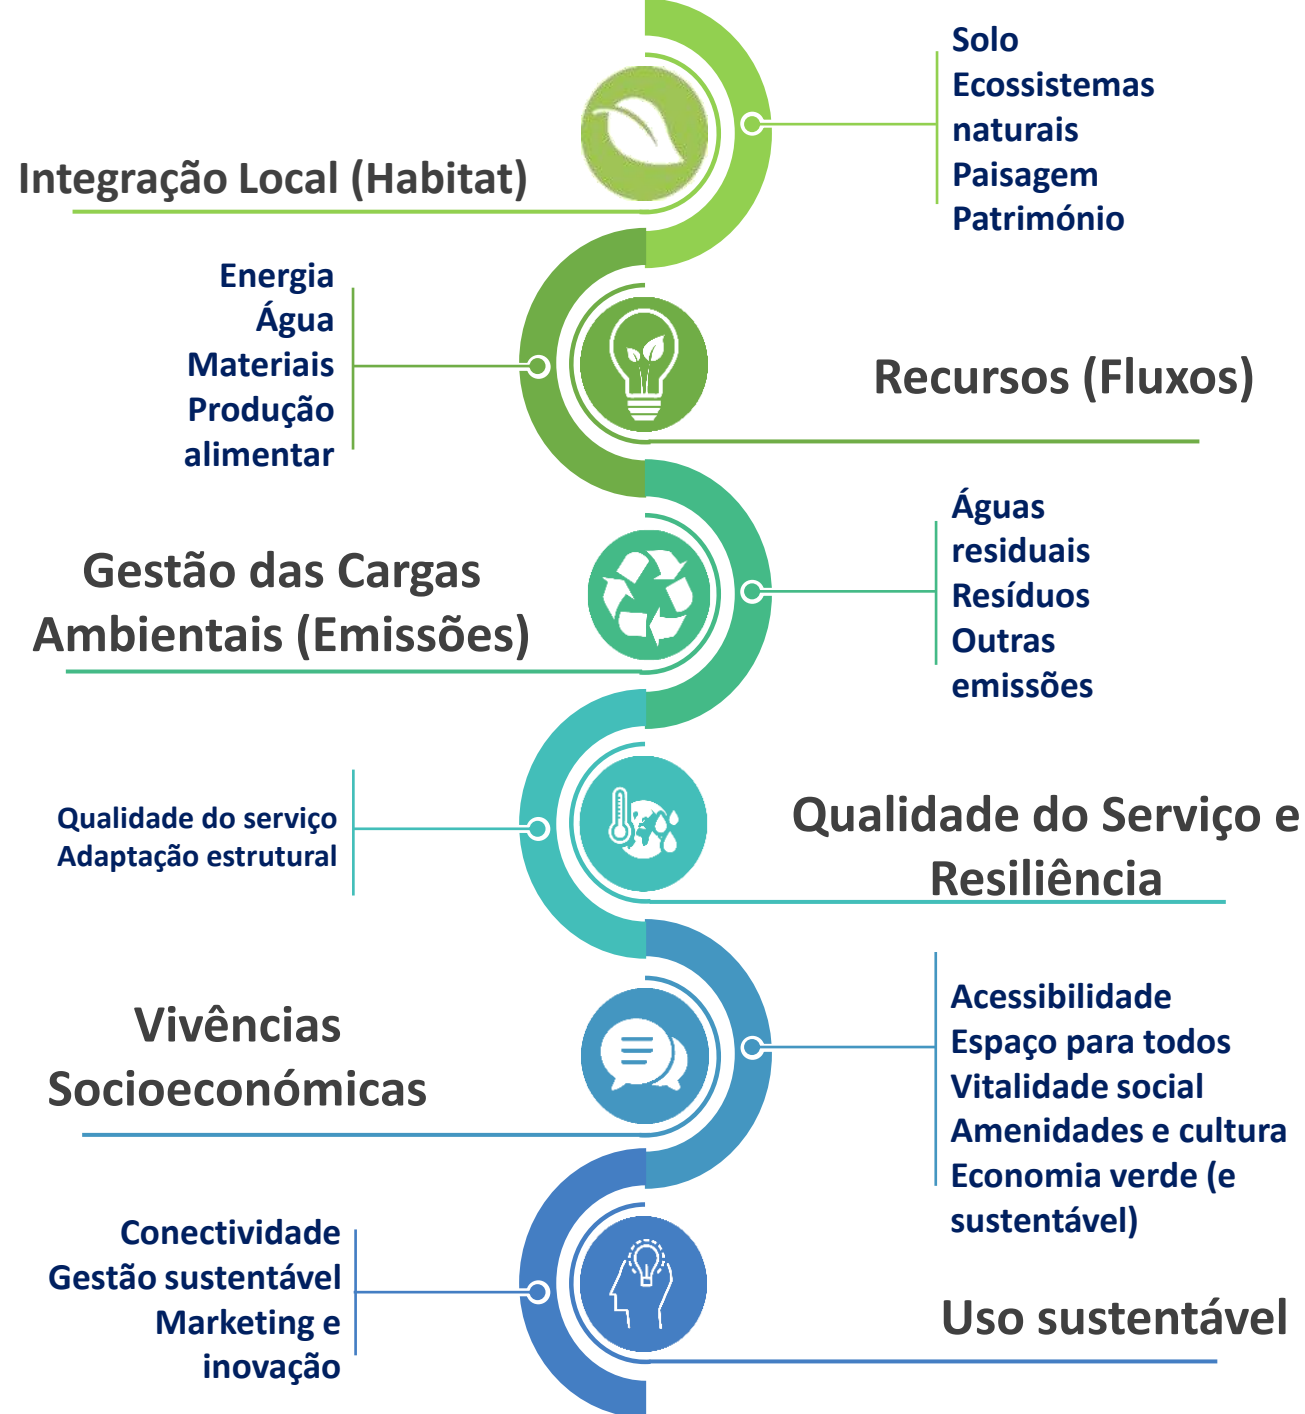 Integração Local (Habitat)
Solo
Ecossistemas
naturais
Paisagem
Património
Recursos (Fluxos)
Energia
Água
Materiais
Produção
alimentar
Gestão das Cargas
Ambientais (Emissões)
Águas
residuais
Resíduos
Outras
emissões
Qualidade do Serviço e
Resiliência
Qualidade do serviço
Adaptação estrutural
Vivências
Socioeconómicas
Acessibilidade
Espaço para todos
Vitalidade social
Amenidades e cultura
Economia verde (e
sustentável)
Uso sustentável
Conectividade
Gestão sustentável
Marketing e
inovação